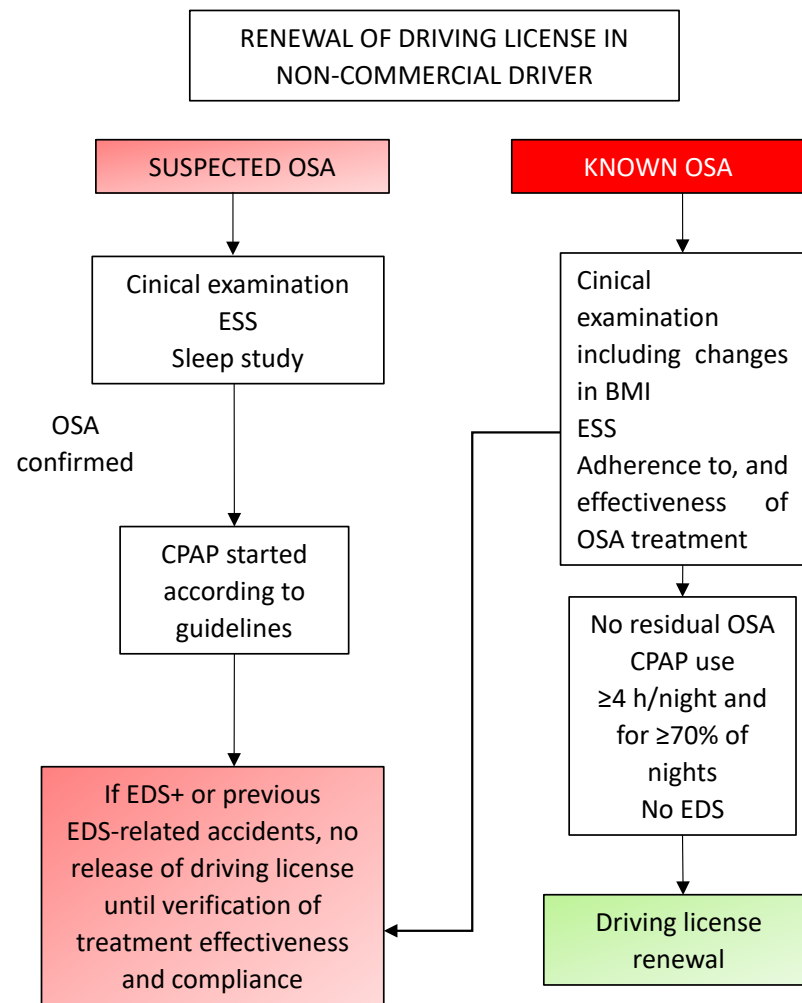 RENEWAL OF DRIVING LICENSE IN
NON-COMMERCIAL DRIVER
SUSPECTED OSA
Cinical examination
ESS
Sleep study
OSA
confirmed
CPAP started
according to
guidelines
If EDS+ or previous
EDS-related accidents, no
release of driving license
until verification of
treatment effectiveness
and compliance
KNOWN OSA
Cinical
examination
including changes
in BMI
ESS
Adherence to, and
effectiveness of
OSA treatment
No residual OSA
CPAP use
≥4 h/night and
for ≥70% of
nights
No EDS
Driving license
renewal